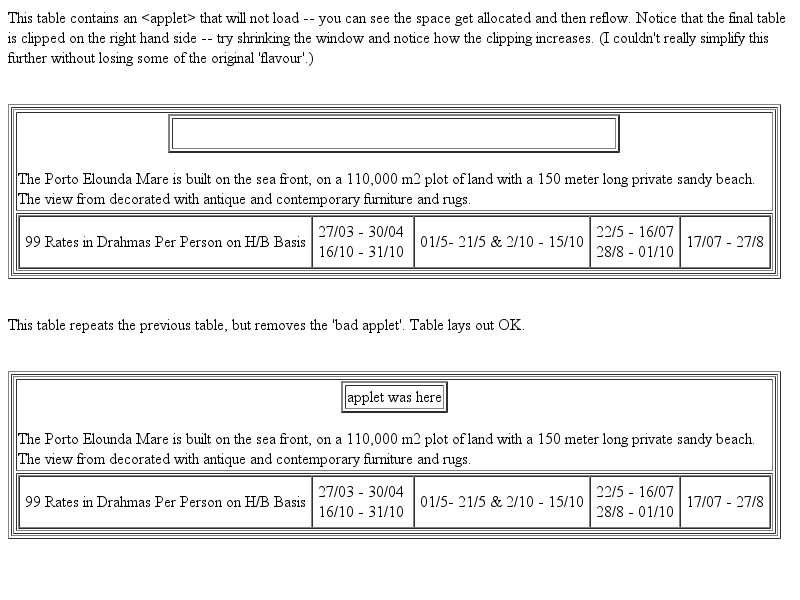 This table contains an <applet> that will not load -- you can see the space get allocated and then reflow. Notice that the final table
is clipped on the right hand side -- try shrinking the window and notice how the clipping increases. (I couldn't really simplify this
further without losing some of the original 'flavour'.)
The Porto Elounda Mare is built on the sea front, on a 110,000 m2 plot of land with a 150 meter long private sandy beach.
The view from decorated with antique and contemporary furniture and rugs.
99 Rates in Drahmas Per Person on H/B Basis
27/03 - 30/04
16/10 - 31/10
01/5- 21/5 & 2/10 - 15/10
22/5 - 16/07
28/8 - 01/10
17/07 - 27/8
This table repeats the previous table, but removes the 'bad applet'. Table lays out OK.
applet was here
The Porto Elounda Mare is built on the sea front, on a 110,000 m2 plot of land with a 150 meter long private sandy beach.
The view from decorated with antique and contemporary furniture and rugs.
99 Rates in Drahmas Per Person on H/B Basis
27/03 - 30/04
16/10 - 31/10
01/5- 21/5 & 2/10 - 15/10
22/5 - 16/07
28/8 - 01/10
17/07 - 27/8